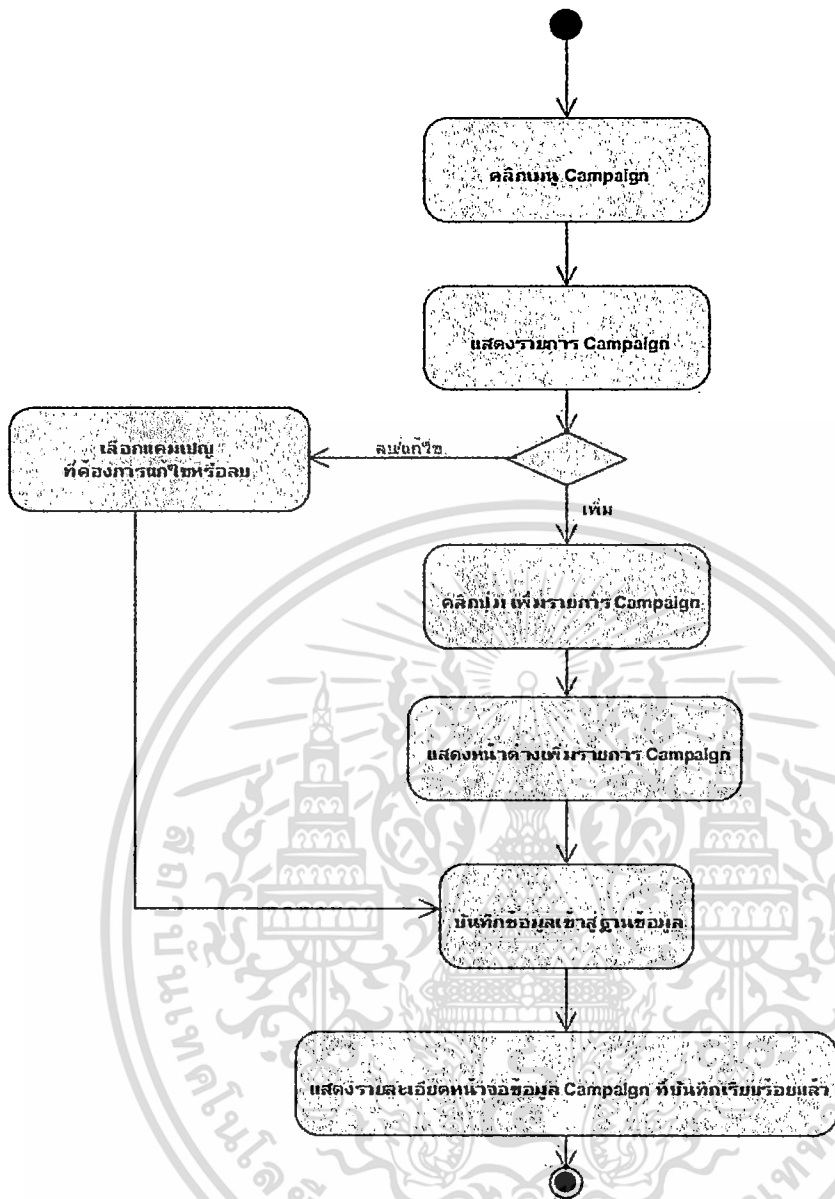 คลิกเมนู Campaign
แสดงรายการ Campaign
ลบ/แก้ไข
เลือกแคมเปญ
ที่ต้องการแก้ไขหรือลบ
เพิ่ม
คลิกปุ่ม เพิ่มรายการ Campaign
แสดงหน้าต่างเพิ่มรายการ Campaign
บันทึกข้อมูลเข้าสู่ฐานข้อมูล
แสดงรายละเอียดหน้าจอข้อมูล Campaign ที่บันทึกเรียบร้อยแล้ว